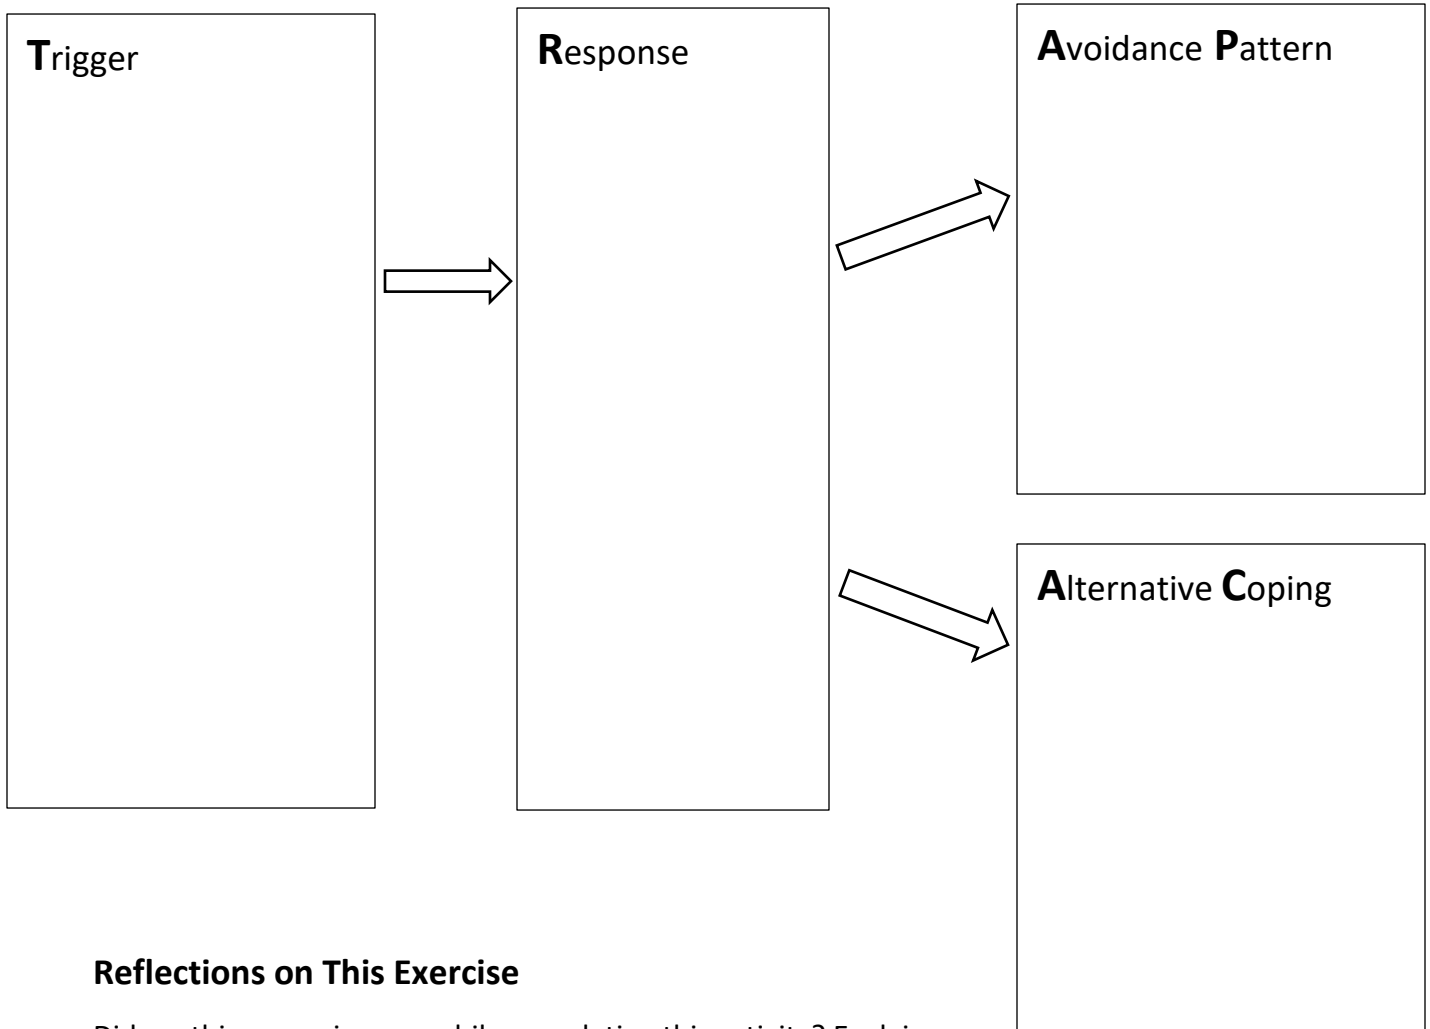 Trigger
Response
Avoidance Pattern
Alternative Coping
Reflections on This Exercise